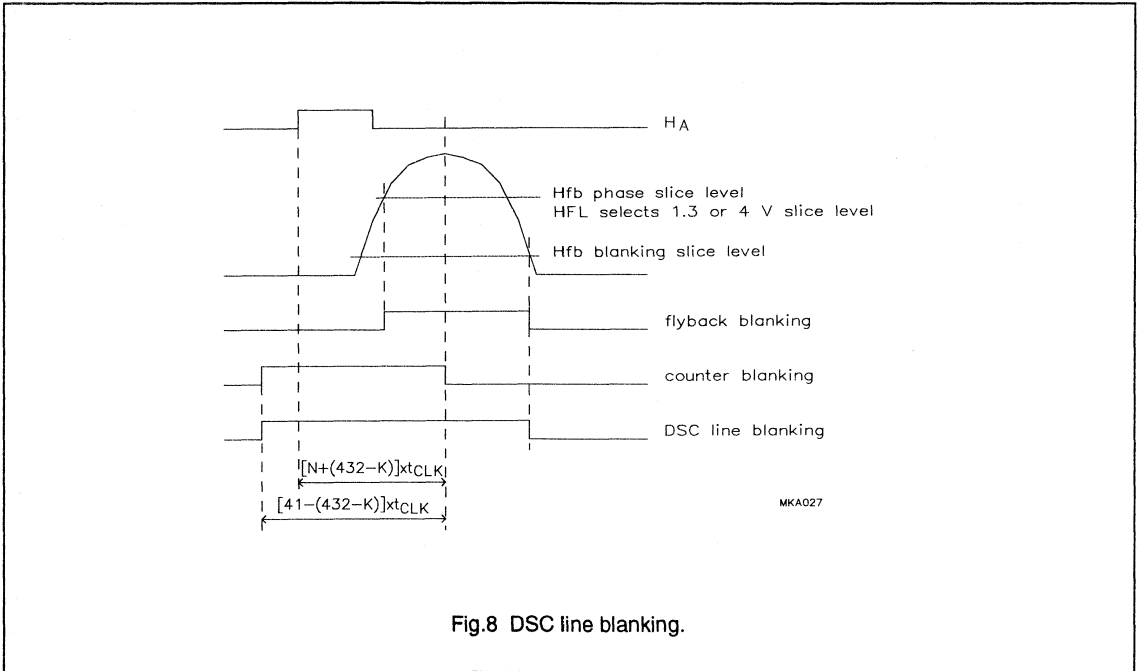 HA
Hfb phase slice level
HFL selects 1.3 or 4 V slice level
Hfb blanking slice level
flyback blanking
counter blanking
DSC line blanking
[N+(432−K)]xtCLK
[41−(432−K)]xtCLK
MKA027
Fig.8 DSC line blanking.